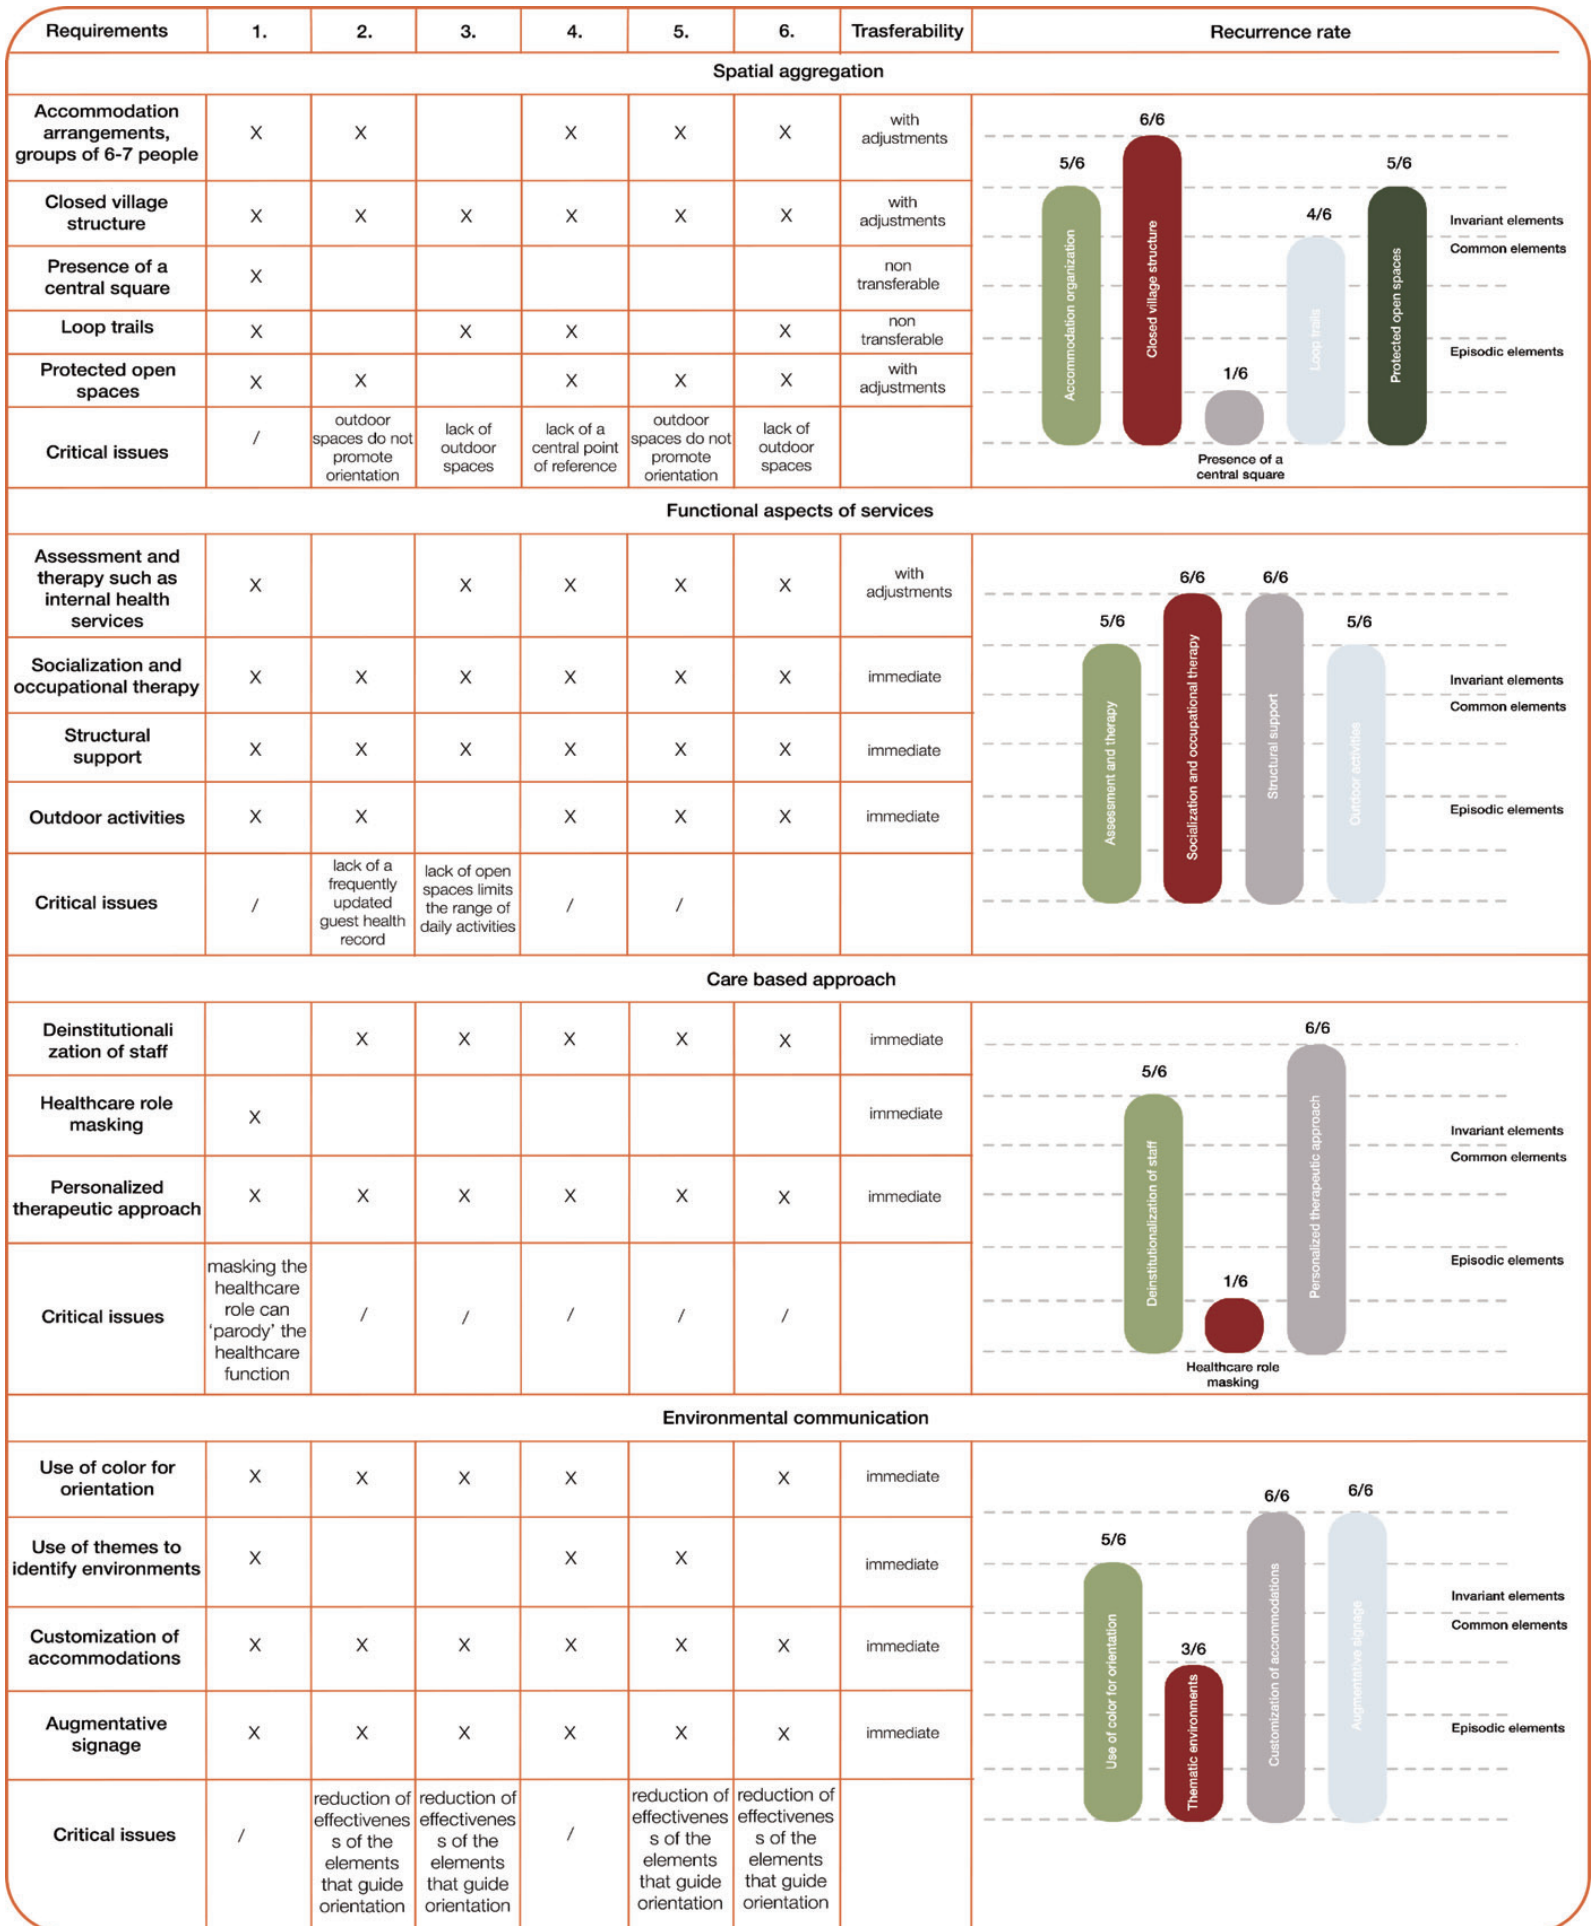 Requirements 1. 2. 3. 4. 5. 6. Trasferability Recurrence rate
Spatial aggregation
Accommodation
arrangements,
groups of 6-7 people
X X X X X
with
adjustments
Closed village
structure
X X X X X X
with
adjustments
Presence of a
central square
X
non
transferable
Loop trails
X X X X
non
transferable
Protected open
spaces
X X X X X
with
adjustments
Critical issues
/
outdoor
spaces do not
promote
orientation
lack of
outdoor
spaces
lack of a
central point
of reference
outdoor
spaces do not
promote
orientation
lack of
outdoor
spaces
5/6
Accommodation organization
6/6
Closed village structure
1/6
Presence of a
central square
4/6
Loop trails
5/6
Protected open spaces
Invariant elements
Common elements
Episodic elements
Functional aspects of services
Assessment and
therapy such as
internal health
services
X X X X X
with
adjustments
Socialization and
occupational therapy
X X X X X X
immediate
Structural
support
X X X X X X
immediate
Outdoor activities
X X X X X
immediate
Critical issues
/
lack of a
frequently
updated
guest health
record
lack of open
spaces limits
the range of
daily activities
/
/
5/6
Assessment and therapy
6/6
Socialization and occupational therapy
6/6
Structural support
5/6
Outdoor activities
Invariant elements
Common elements
Episodic elements
Care based approach
Deinstitutionali
zation of staff
X X X X X
immediate
Healthcare role
masking
X
immediate
Personalized
therapeutic approach
X X X X X X
immediate
Critical issues
masking the
healthcare
role can
'parody' the
healthcare
function
/
/
/
/
/
5/6
Deinstitutionalization of staff
1/6
Healthcare role
masking
6/6
Personalized therapeutic approach
Invariant elements
Common elements
Episodic elements
Environmental communication
Use of color for
orientation
X X X X X
immediate
Use of themes to
identify environments
X X X
immediate
Customization of
accommodations
X X X X X X
immediate
Augmentative
signage
X X X X X X
immediate
Critical issues
/
reduction of
effectivenes
s of the
elements
that guide
orientation
reduction of
effectivenes
s of the
elements
that guide
orientation
/
reduction of
effectivenes
s of the
elements
that guide
orientation
reduction of
effectivenes
s of the
elements
that guide
orientation
5/6
Use of color for orientation
3/6
Thematic environments
6/6
Customization of accommodations
6/6
Augmentative signage
Invariant elements
Common elements
Episodic elements